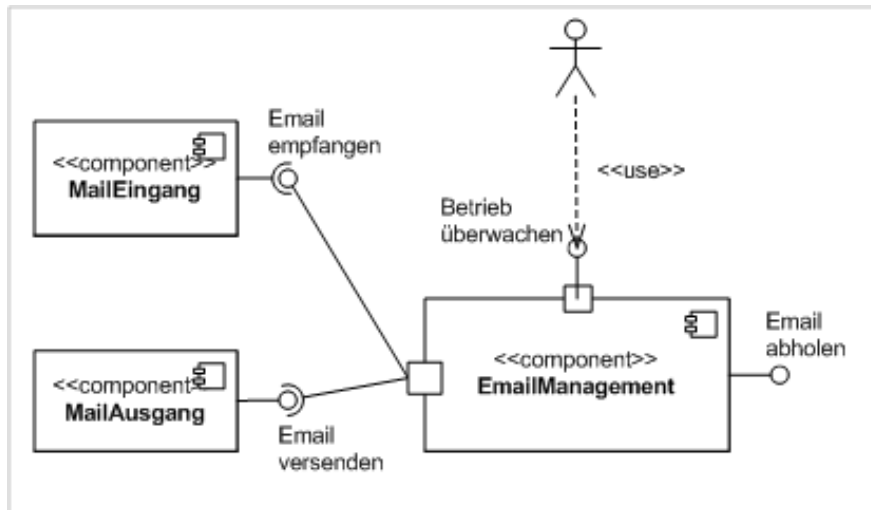 Email
empfangen
<<component>>
MailEingang
<<use>>
Betrieb
überwachen
<<component>>
EmailManagement
Email
abholen
<<component>>
MailAusgang
Email
versenden